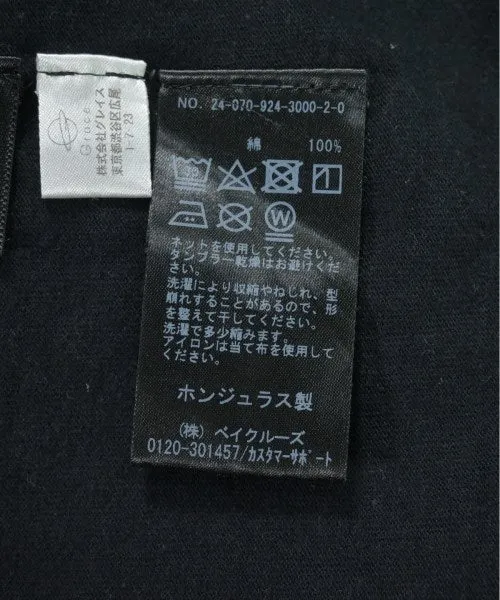 Grace
株式会社グレイス
東京都渋谷区広尾
1-7-23
NO. 24-070-924-3000-2-0
綿 100%
W
ネットを使用してください。
タンブラー乾燥はお避けくだ
さい。
洗濯により収縮やねじれ、型
崩れすることがあるので、形
を整えて干してください。
洗濯で多少縮みます。
アイロンは当て布を使用して
ください。
ホンジュラス製
(株) ベイクルーズ
0120-301457/カスタマーサポート